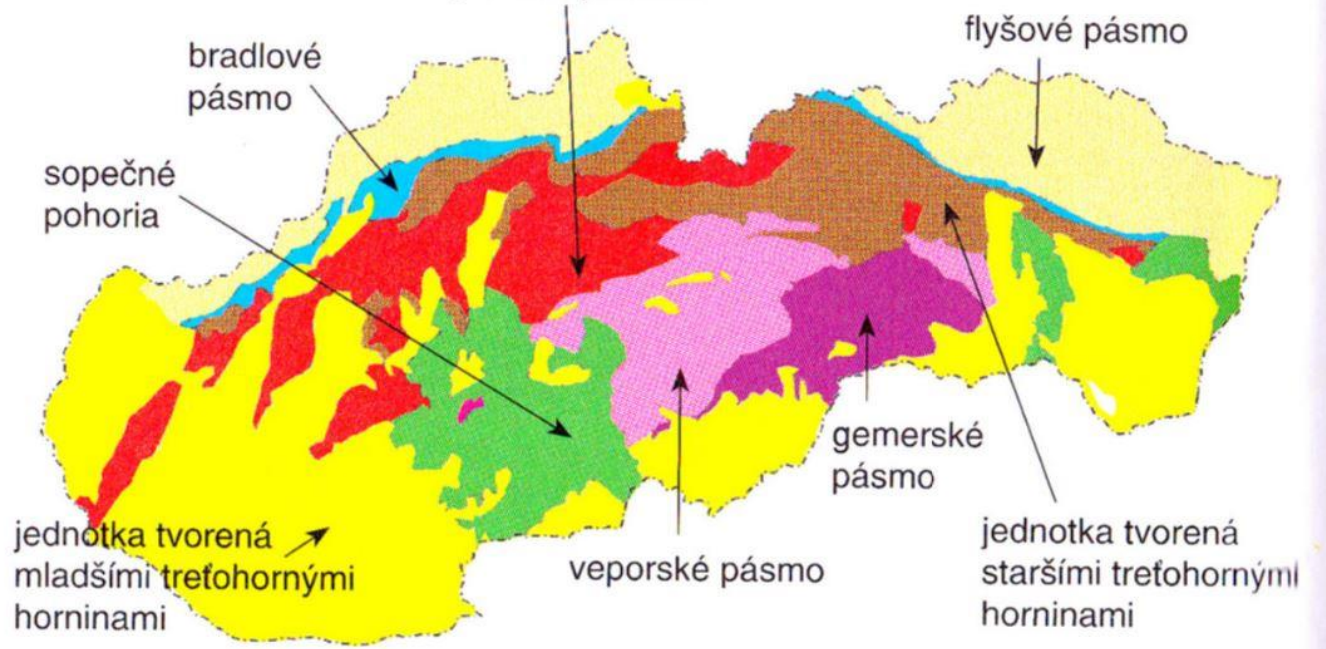 flyšové pásmo
bradlové
pásmo
sopečné
pohoria
gemerské
pásmo
jednotka tvorená
mladšími treťohornými
horninami
veporské pásmo
jednotka tvorená
staršími treťohornými
horninami